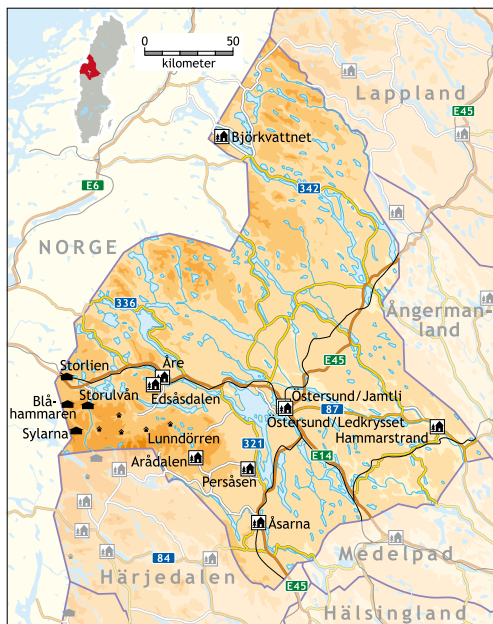 0 50
kilometer
Lappland
E45
Björkvattnet
E6
342
NORGE
336
Ångerman-
land
Storlien
Åre
E45
Storulvån
Edsåsdalen
Blå-
hammaren
Östersund/Jamtli
87
Östersund/Ledkrysset
Sylarna
Hammarstrand
Lunndörren
321
Arådalen
E14
Persåsen
Åsarna
84
Medelpad
Härjedalen
E45
Hälsingland